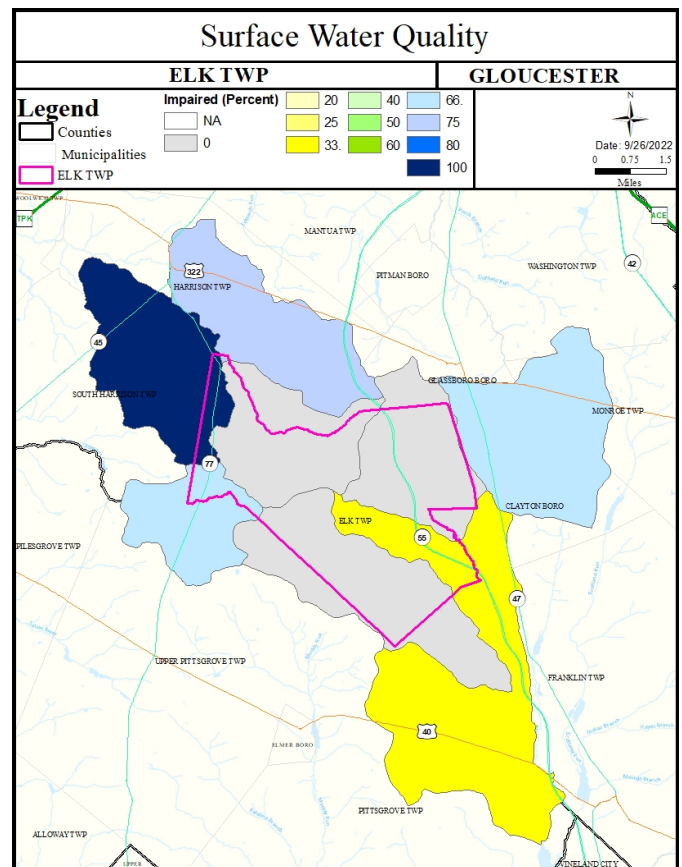 Surface Water Quality
ELK TWP
GLOUCESTER
Legend
Counties
Municipalities
ELK TWP
Impaired (Percent)
NA
0
20
25
33.
40
50
60
66.
75
80
100
N
Date: 9/26/2022
0 0.75 1.5
Miles
WOOLWICH TWP
TPK
ACE
MANTUA TWP
42
WASHINGTON TWP
322
PITMAN BORO
HARRISON TWP
45
GLASSBORO BORO
SOUTH HARRISON TWP
MONROE TWP
77
CLAYTON BORO
ELK TWP
55
PILESGROVE TWP
47
UPPER PITTSGROVE TWP
FRANKLIN TWP
40
ELMER BORO
PITTSGROVE TWP
ALLOWAY TWP
UPPER
VINELAND CITY